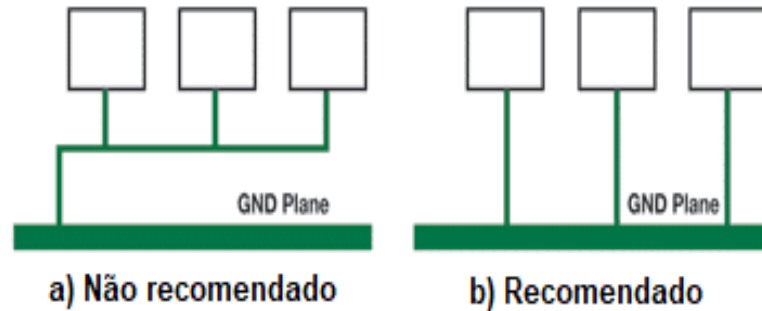 GND Plane
GND Plane
a) Não recomendado
b) Recomendado